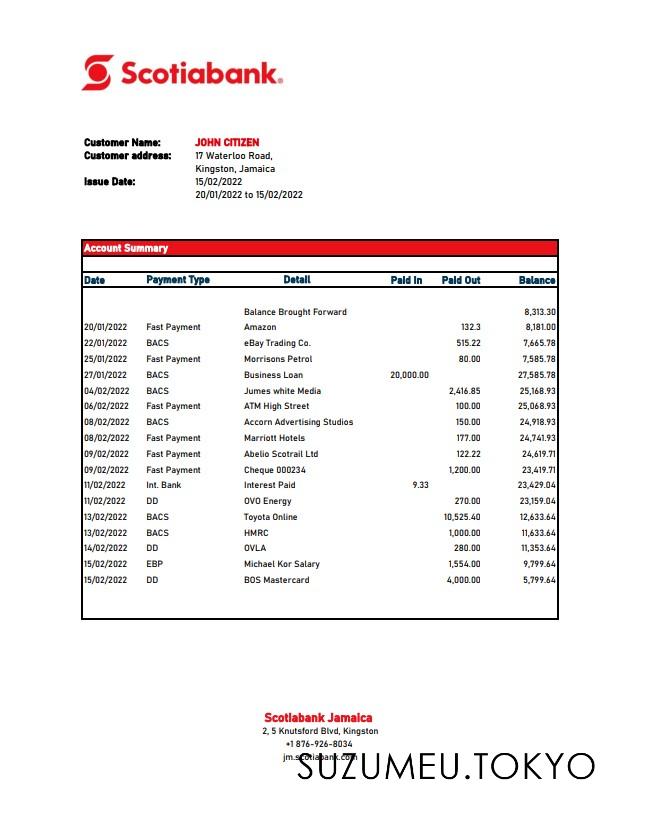 Scotiabank®
Customer Name: JOHN CITIZEN
Customer address: 17 Waterloo Road,
Kingston, Jamaica
Issue Date: 15/02/2022
20/01/2022 to 15/02/2022
Account Summary
Date Payment Type Detail Paid In Paid Out Balance
Balance Brought Forward 8,313.30
20/01/2022 Fast Payment Amazon 132.3 8,181.00
22/01/2022 BACS eBay Trading Co. 515.22 7,665.78
25/01/2022 Fast Payment Morrisons Petrol 80.00 7,585.78
27/01/2022 BACS Business Loan 20,000.00 27,585.78
04/02/2022 BACS Jumes white Media 2,416.85 25,168.93
06/02/2022 Fast Payment ATM High Street 100.00 25,068.93
08/02/2022 BACS Accorn Advertising Studios 150.00 24,918.93
08/02/2022 Fast Payment Marriott Hotels 177.00 24,741.93
09/02/2022 Fast Payment Abelio Scotrail Ltd 122.22 24,619.71
09/02/2022 Fast Payment Cheque 000234 1,200.00 23,419.71
11/02/2022 Int. Bank Interest Paid 9.33 23,429.04
11/02/2022 DD OVO Energy 270.00 23,159.04
13/02/2022 BACS Toyota Online 10,525.40 12,633.64
13/02/2022 BACS HMRC 1,000.00 11,633.64
14/02/2022 DD OVLA 280.00 11,353.64
15/02/2022 EBP Michael Kor Salary 1,554.00 9,799.64
15/02/2022 DD BOS Mastercard 4,000.00 5,799.64
Scotiabank Jamaica
2, 5 Knutsford Blvd, Kingston
+1 876-926-8034
jm.scotiabank.com
SUZUMEU.TOKYO